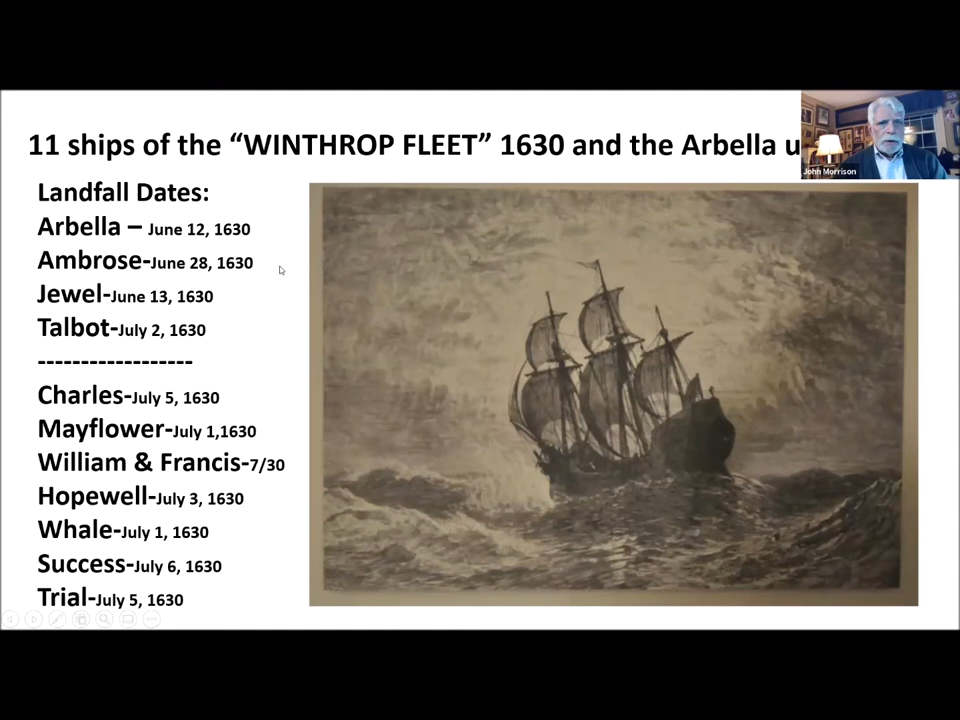 11 ships of the “WINTHROP FLEET” 1630 and the Arbella u
John Morrison
Landfall Dates:
Arbella – June 12, 1630
Ambrose-June 28, 1630
Jewel-June 13, 1630
Talbot-July 2, 1630
------------------
Charles-July 5, 1630
Mayflower-July 1,1630
William & Francis-7/30
Hopewell-July 3, 1630
Whale-July 1, 1630
Success-July 6, 1630
Trial-July 5, 1630